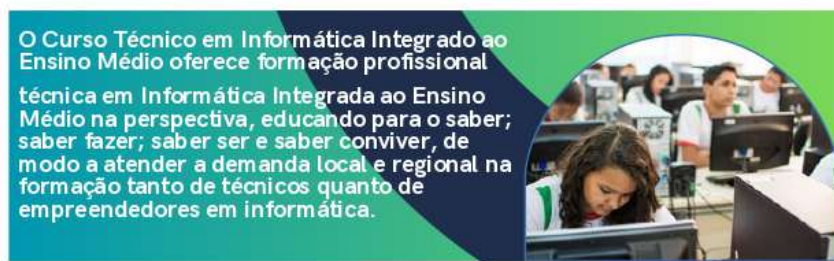 O Curso Técnico em Informática Integrado ao
Ensino Médio oferece formação profissional
técnica em Informática Integrada ao Ensino
Médio na perspectiva, educando para o saber;
saber fazer; saber ser e saber conviver, de
modo a atender a demanda local e regional na
formação tanto de técnicos quanto de
empreendedores em informática.